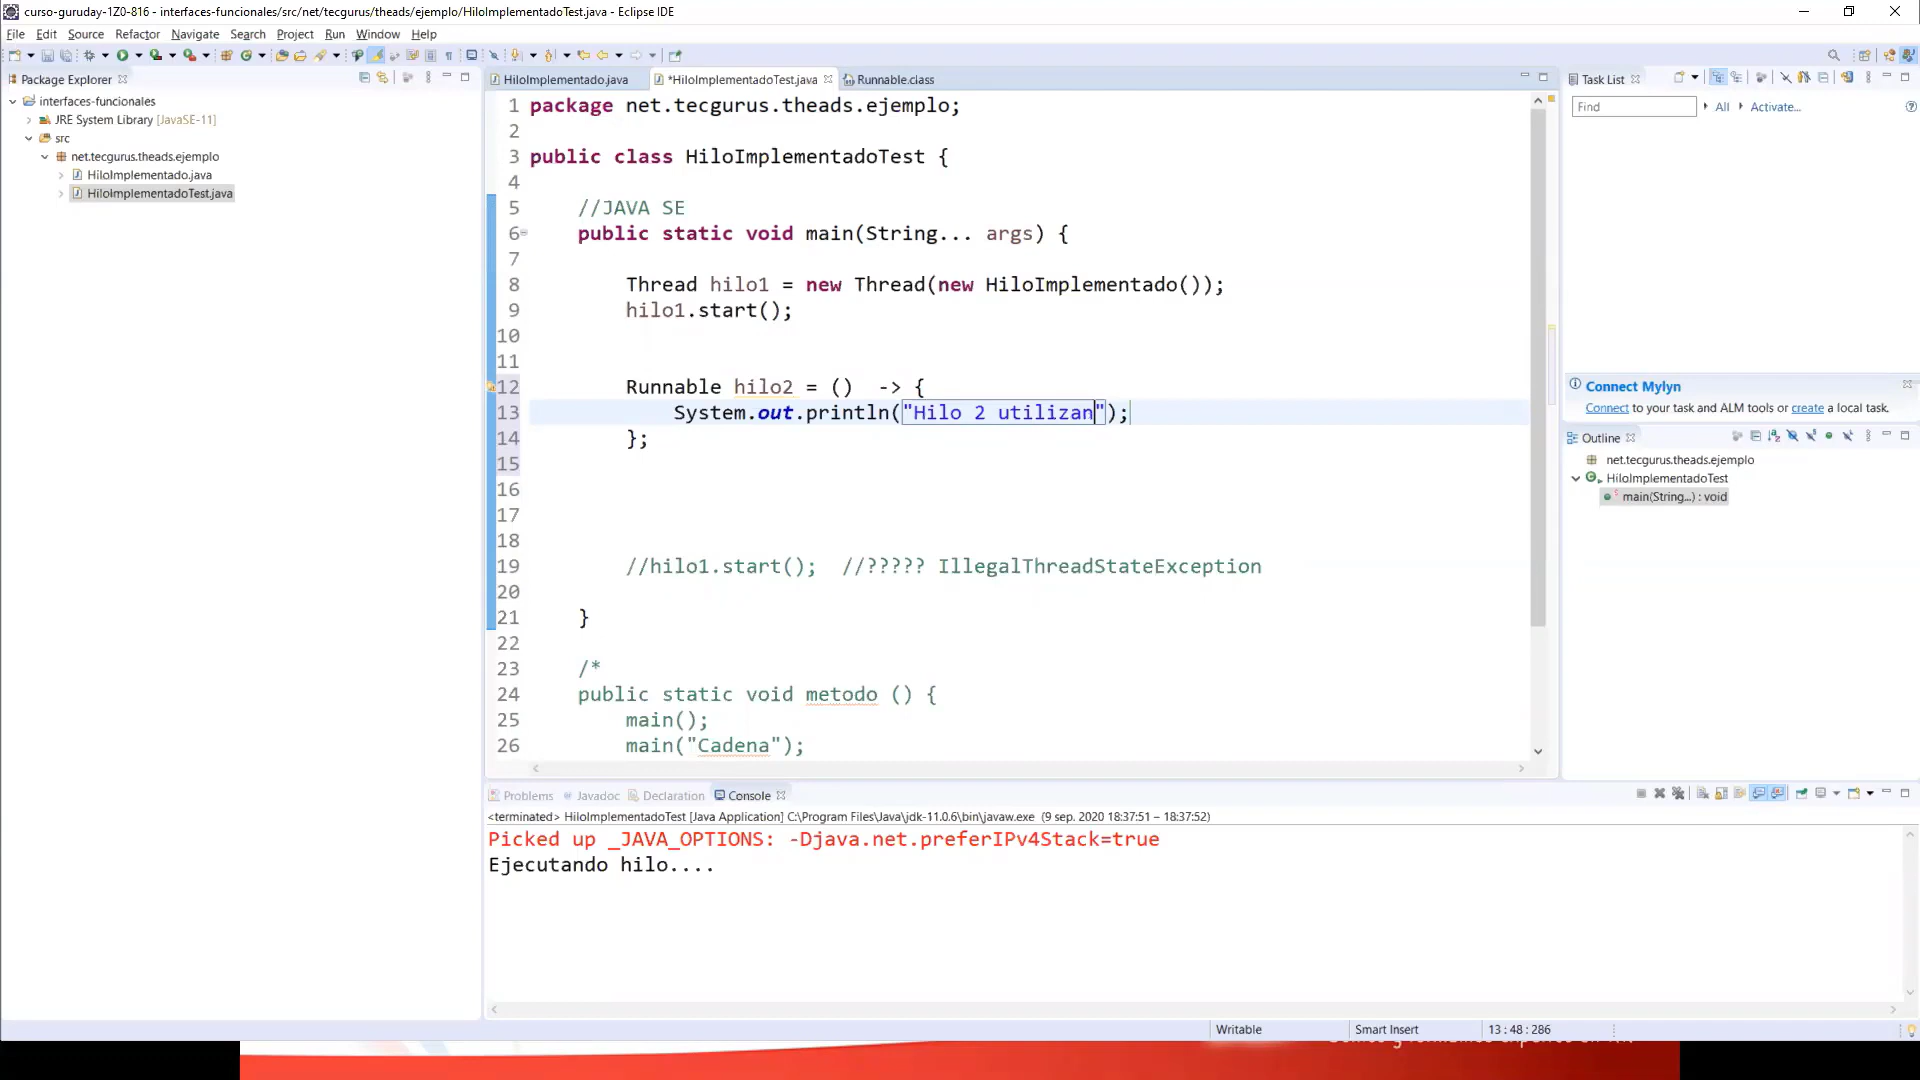 curso-guruday-1Z0-816 - interfaces-funcionales/src/net/tecgurus/theads/ejemplo/HiloImplementadoTest.java - Eclipse IDE
File Edit Source Refactor Navigate Search Project Run Window Help
Package Explorer
interfaces-funcionales
JRE System Library [JavaSE-11]
src
net.tecgurus.theads.ejemplo
HiloImplementado.java
HiloImplementadoTest.java
HiloImplementado.java *HiloImplementadoTest.java Runnable.class
1 package net.tecgurus.theads.ejemplo;
2
3 public class HiloImplementadoTest {
4
5 //JAVA SE
6 public static void main(String... args) {
7
8 Thread hilo1 = new Thread(new HiloImplementado());
9 hilo1.start();
10
11
12 Runnable hilo2 = () -> {
13 System.out.println("Hilo 2 utilizan");
14 };
15
16
17
18
19 //hilo1.start(); //????? IllegalThreadStateException
20
21 }
22
23 /*
24 public static void metodo () {
25 main();
26 main("Cadena");
Task List
Find All Activate...
Connect Mylyn
Connect to your task and ALM tools or create a local task.
Outline
net.tecgurus.theads.ejemplo
HiloImplementadoTest
main(String...) : void
Problems Javadoc Declaration Console
<terminated> HiloImplementadoTest [Java Application] C:\Program Files\Java\jdk-11.0.6\bin\javaw.exe (9 sep. 2020 18:37:51 – 18:37:52)
Picked up _JAVA_OPTIONS: -Djava.net.preferIPv4Stack=true
Ejecutando hilo....
Writable Smart Insert 13 : 48 : 286